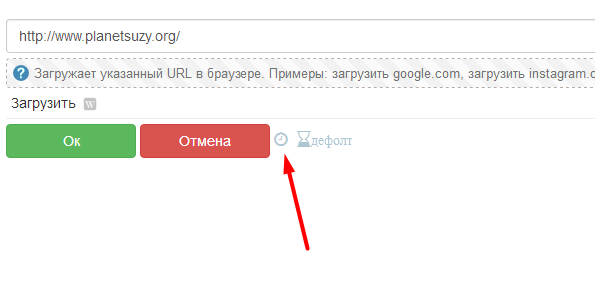 http://www.planetsuzy.org/
Загружает указанный URL в браузере. Примеры: загрузить google.com, загрузить instagram.c
Загрузить W
Ок Отмена дефолт